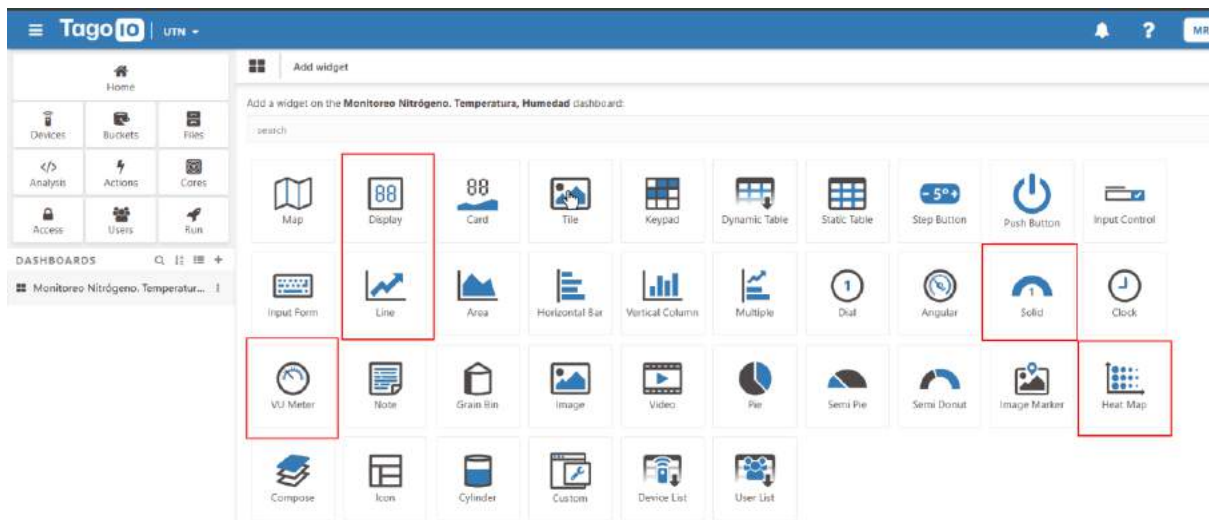 Tago IO | UTN
MR
Home
Add widget
Add a widget on the Monitoreo Nitrógeno. Temperatura, Humedad dashboard:
Devices Buckets Files
search
Analysis Actions Cores
Access Users Run
DASHBOARDS
Monitoreo Nitrógeno. Temperatur...
88 88 - 5° +
Map Display Card Tile Keypad Dynamic Table Static Table Step Button Push Button Input Control
1 1
Input Form Line Area Horizontal Bar Vertical Column Multiple Dial Angular Solid Clock
VU Meter Note Grain Bin Image Video Pie Semi Pie Semi Donut Image Marker Heat Map
Compose Icon Cylinder Custom Device List User List